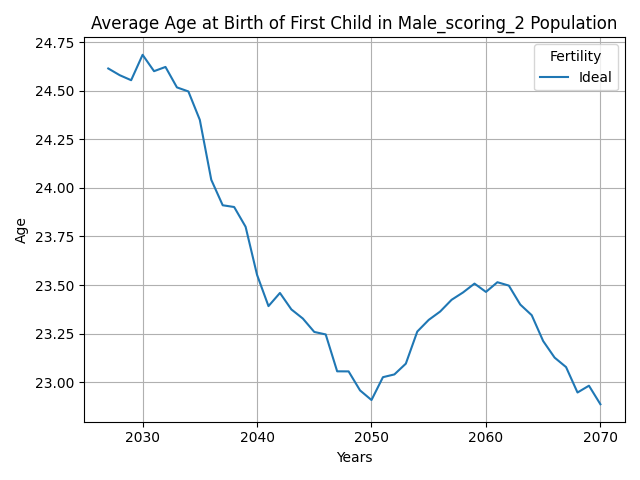 Average Age at Birth of First Child in Male_scoring_2 Population
Fertility
Ideal
24.75
24.50
24.25
24.00
23.75
23.50
23.25
23.00
Age
2030 2040 2050 2060 2070
Years